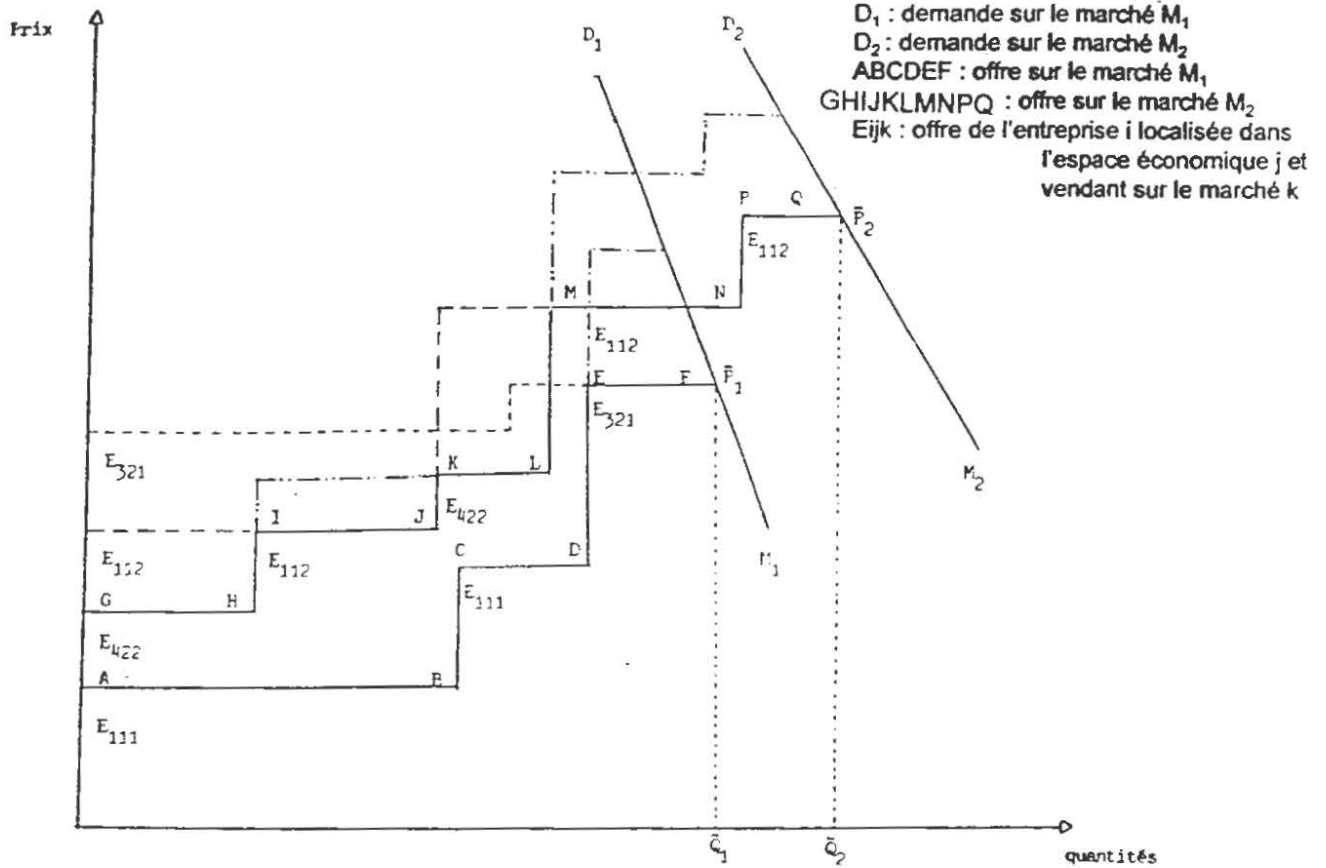 Prix
D₁
D₂
D₁ : demande sur le marché M₁
D₂ : demande sur le marché M₂
ABCDEF : offre sur le marché M₁
GHIJKLMNPQ : offre sur le marché M₂
Eijk : offre de l'entreprise i localisée dans
l'espace économique j et
vendant sur le marché k
P Q P̄₂
E₁₁₂
M N
E₁₁₂
E F P̄₁
E₃₂₁
E₃₂₁
K L
M₂
I J E₄₂₂
C D M₁
E₁₁₂
E₁₁₁
G H
E₄₂₂
A B
E₁₁₁
Q̄₁ Q̄₂
quantités